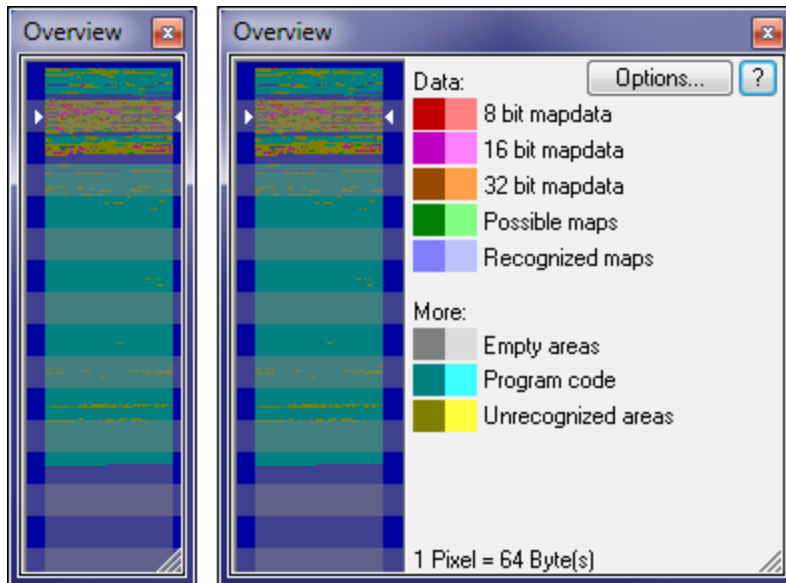 Overview
Overview
Data:
Options...
?
8 bit mapdata
16 bit mapdata
32 bit mapdata
Possible maps
Recognized maps
More:
Empty areas
Program code
Unrecognized areas
1 Pixel = 64 Byte(s)